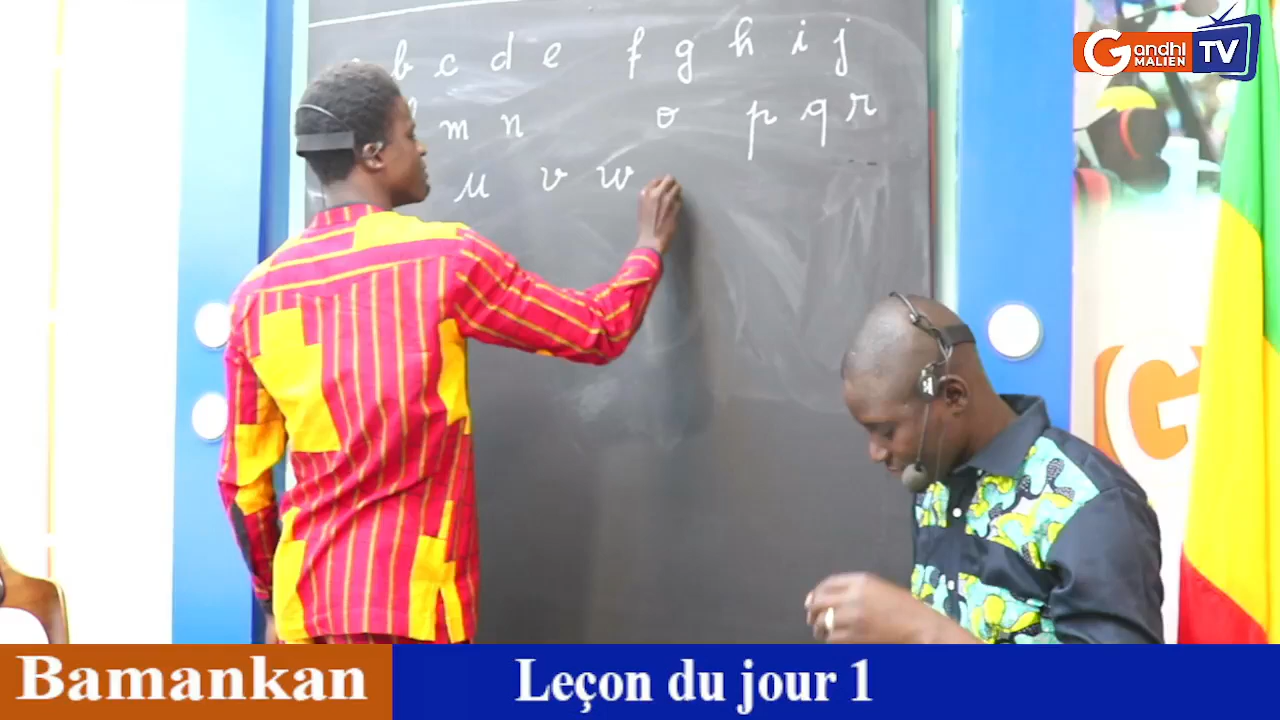 b c d e f g h i j
m n o p q r
u v w
Gandhi
MALIEN
TV
G
Bamankan
Leçon du jour 1